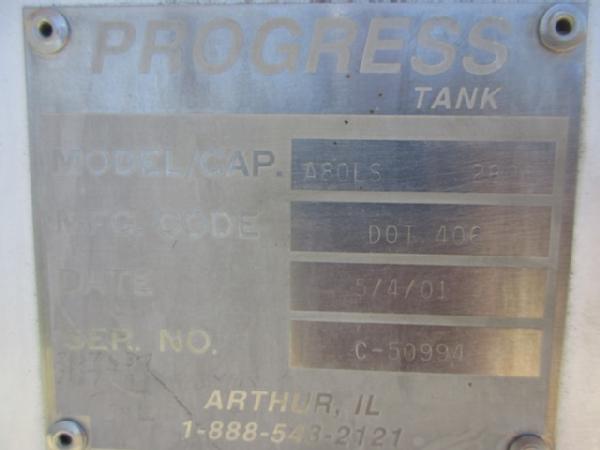 PROGRESS
TANK
MODEL/CAP. A80LS
MFG. CODE DOT 406
DATE 5/4/01
SER. NO. C-50994
ARTHUR, IL
1-888-543-2121